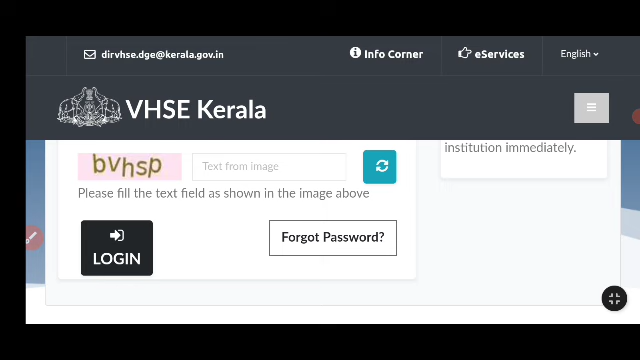 dirvhse.dge@kerala.gov.in Info Corner eServices English
VHSE Kerala
institution immediately.
bvhsp Text from image
Please fill the text field as shown in the image above
LOGIN Forgot Password?